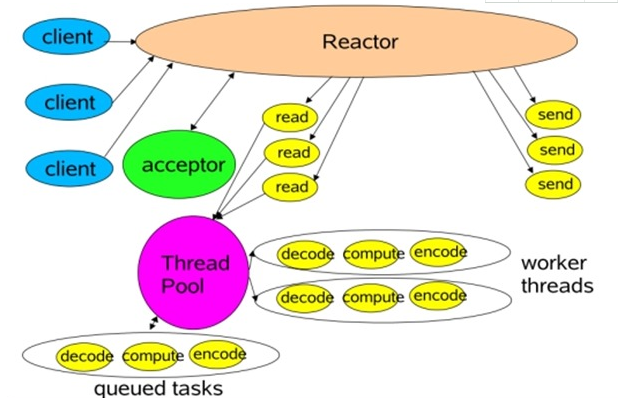 client
Reactor
client
client
acceptor
read
read
read
send
send
send
Thread
Pool
decode compute encode
decode compute encode
worker
threads
decode compute encode
queued tasks